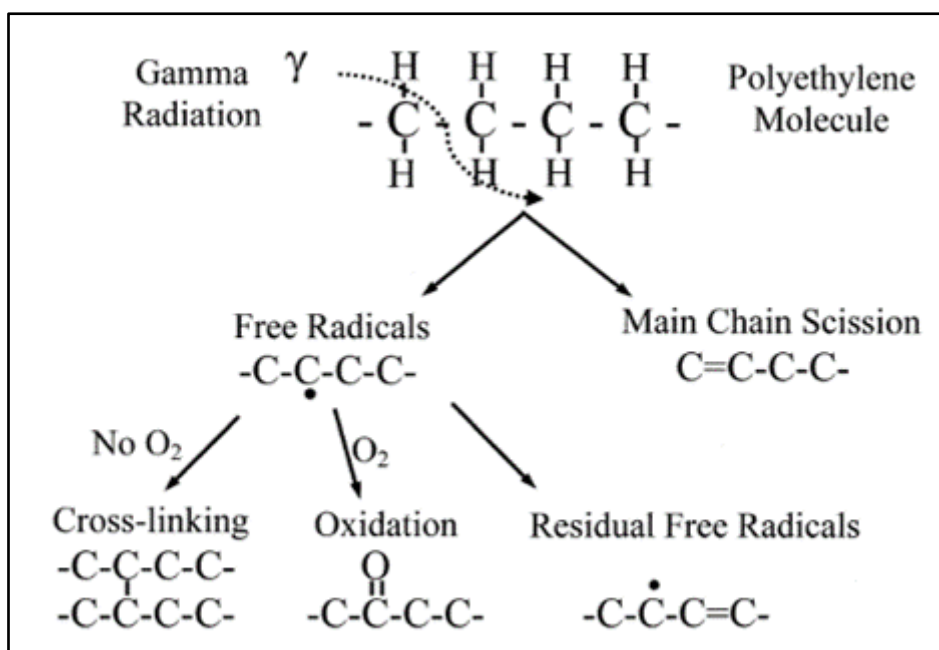 Gamma γ
Radiation
H H H H
- C - C - C - C -
H H H H
Polyethylene
Molecule
Free Radicals
-C-C-C-C-
•
Main Chain Scission
C=C-C-C-
No O₂
O₂
Cross-linking
-C-C-C-C-
-C-C-C-C-
Oxidation
O
-C-C-C-C-
Residual Free Radicals
•
-C-C-C=C-